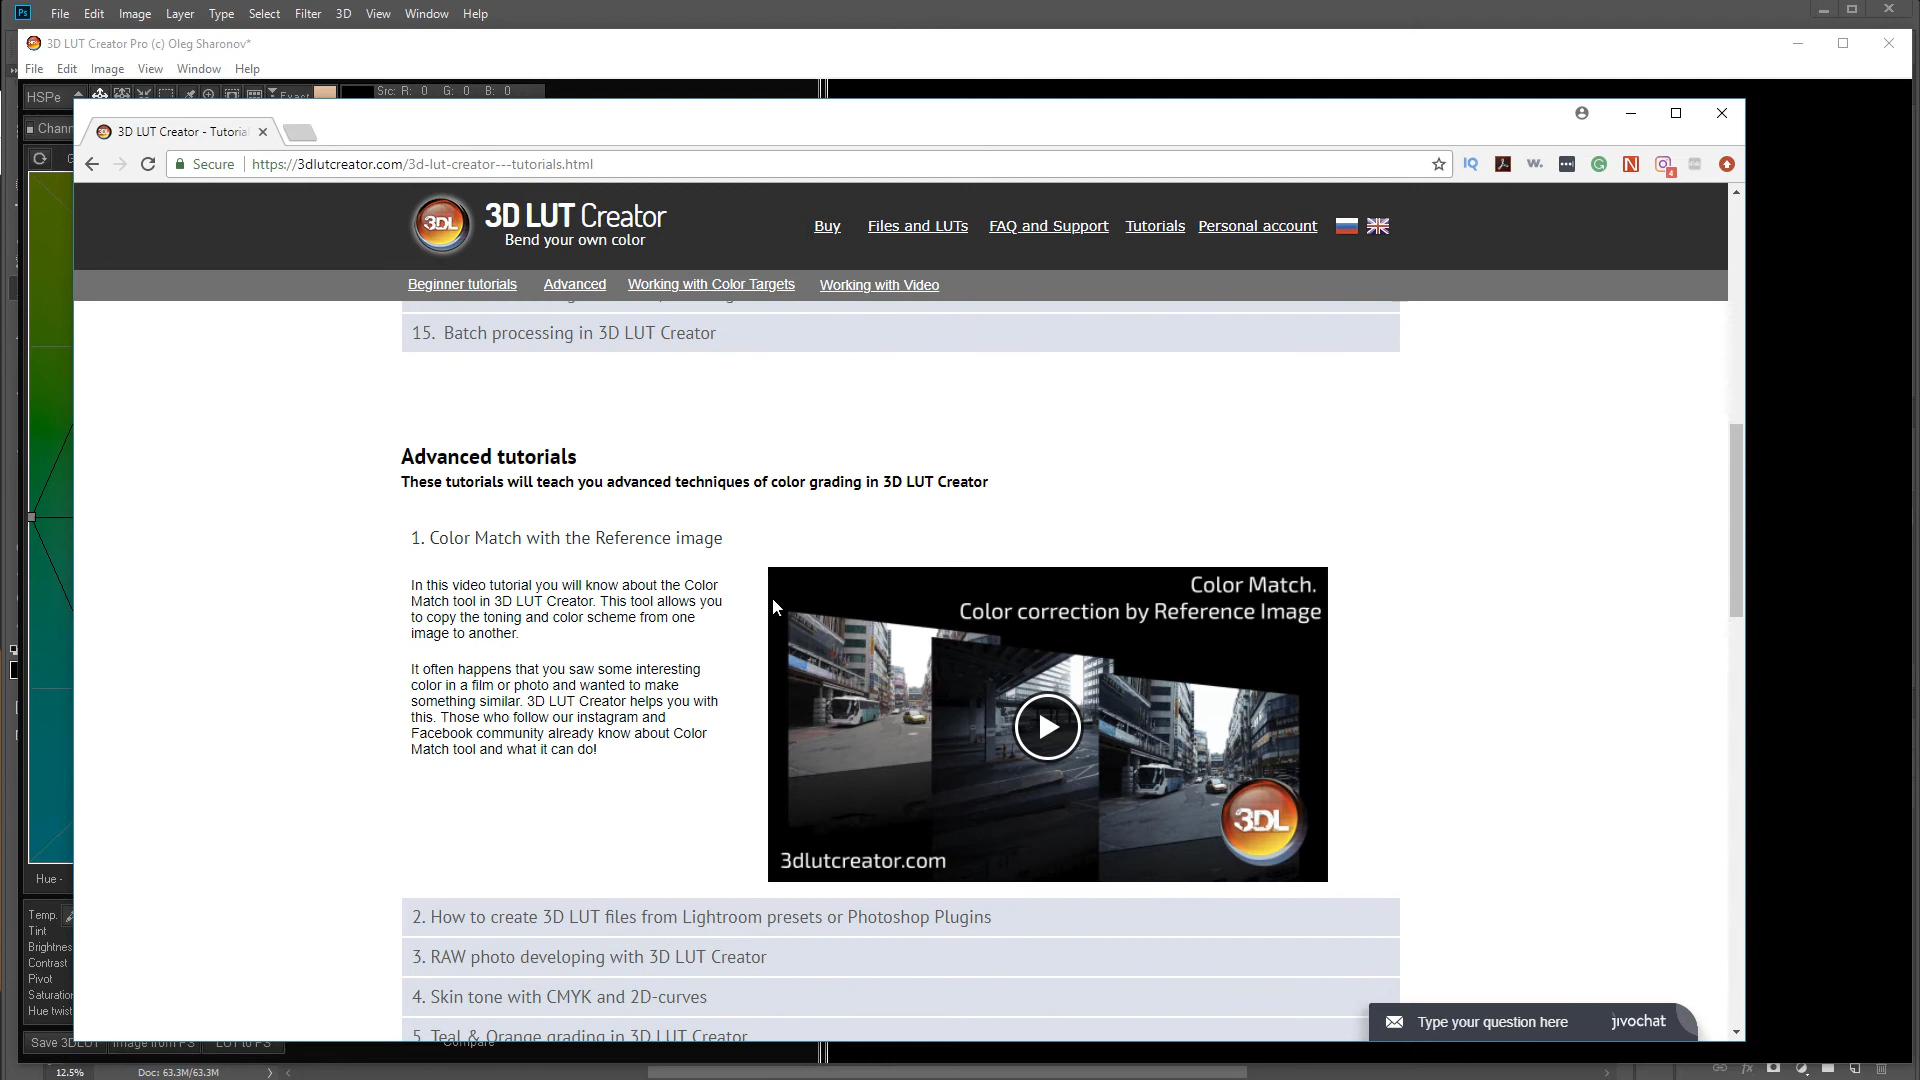 Ps File Edit Image Layer Type Select Filter 3D View Window Help
3D LUT Creator Pro (c) Oleg Sharonov*
File Edit Image View Window Help
HSPe Exact Src: R: 0 G: 0 B: 0
Chann
3D LUT Creator - Tutoria
Secure https://3dlutcreator.com/3d-lut-creator---tutorials.html
3DL 3D LUT Creator
Bend your own color
Buy Files and LUTs FAQ and Support Tutorials Personal account
Beginner tutorials Advanced Working with Color Targets Working with Video
15. Batch processing in 3D LUT Creator
Advanced tutorials
These tutorials will teach you advanced techniques of color grading in 3D LUT Creator
1. Color Match with the Reference image
In this video tutorial you will know about the Color
Match tool in 3D LUT Creator. This tool allows you
to copy the toning and color scheme from one
image to another.
It often happens that you saw some interesting
color in a film or photo and wanted to make
something similar. 3D LUT Creator helps you with
this. Those who follow our instagram and
Facebook community already know about Color
Match tool and what it can do!
Color Match.
Color correction by Reference Image
3DL
3dlutcreator.com
2. How to create 3D LUT files from Lightroom presets or Photoshop Plugins
3. RAW photo developing with 3D LUT Creator
4. Skin tone with CMYK and 2D-curves
5. Teal & Orange grading in 3D LUT Creator
Type your question here jivochat
Hue -
Temp.
Tint
Brightnes
Contrast
Pivot
Saturatio
Hue twist
Save 3DLUT Image from PS LUT to PS Compare
12.5% Doc: 63.3M/63.3M